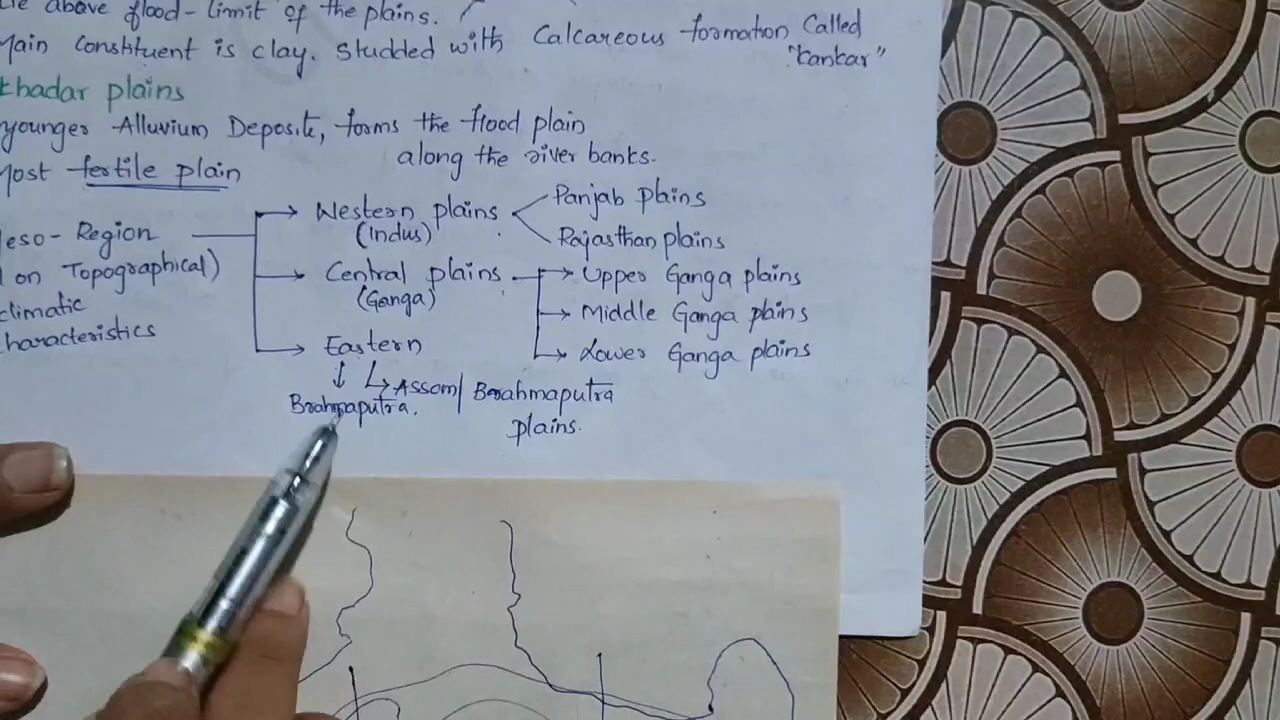 above flood-limit of the plains.
Main constituent is clay. studded with Calcareous formation Called
"kankar"
khadar plains
younger Alluvium Deposits, forms the flood plain
along the river banks.
Most fertile plain
eso-Region
on Topographical)
climatic
characteristics
Western plains
(Indus)
Panjab plains
Rajasthan plains
Central plains
(Ganga)
Upper Ganga plains
Middle Ganga plains
Lower Ganga plains
Eastern
Brahmaputra.
Assom/Brahmaputra
plains.